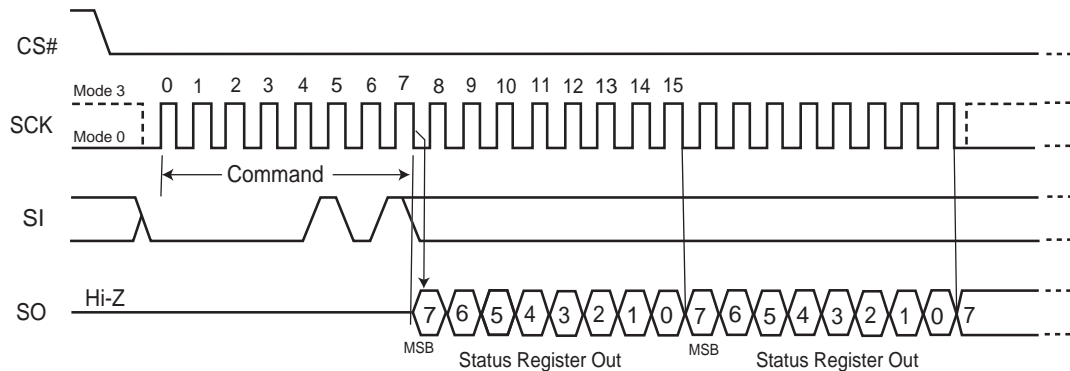 CS#
Mode 3
0 1 2 3 4 5 6 7 8 9 10 11 12 13 14 15
SCK
Mode 0
Command
SI
Hi-Z
SO
7 6 5 4 3 2 1 0 7 6 5 4 3 2 1 0 7
MSB MSB
Status Register Out Status Register Out